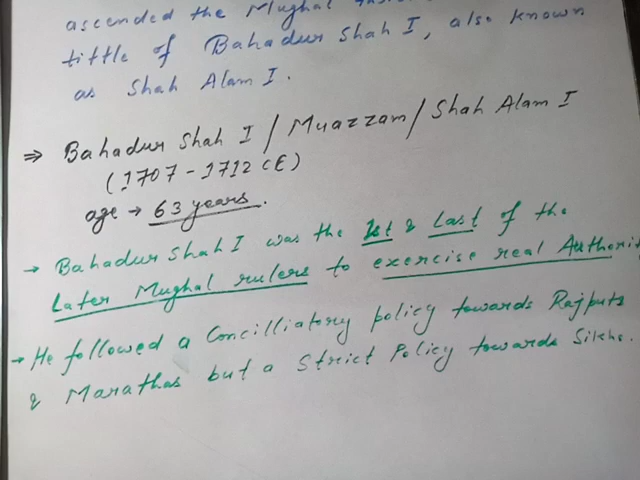 ascended the Mughal
tittle of Bahadur Shah I, also known
as Shah Alam I.
⇒ Bahadur Shah I / Muazzam / Shah Alam I
(1707 - 1712 CE)
age → 63 years.
→ Bahadur Shah I was the 1st & Last of the
Later Mughal rulers to exercise real Authority
→ He followed a Concilliatory policy towards Rajputs
& Marathas but a Strict Policy towards Sikhs.